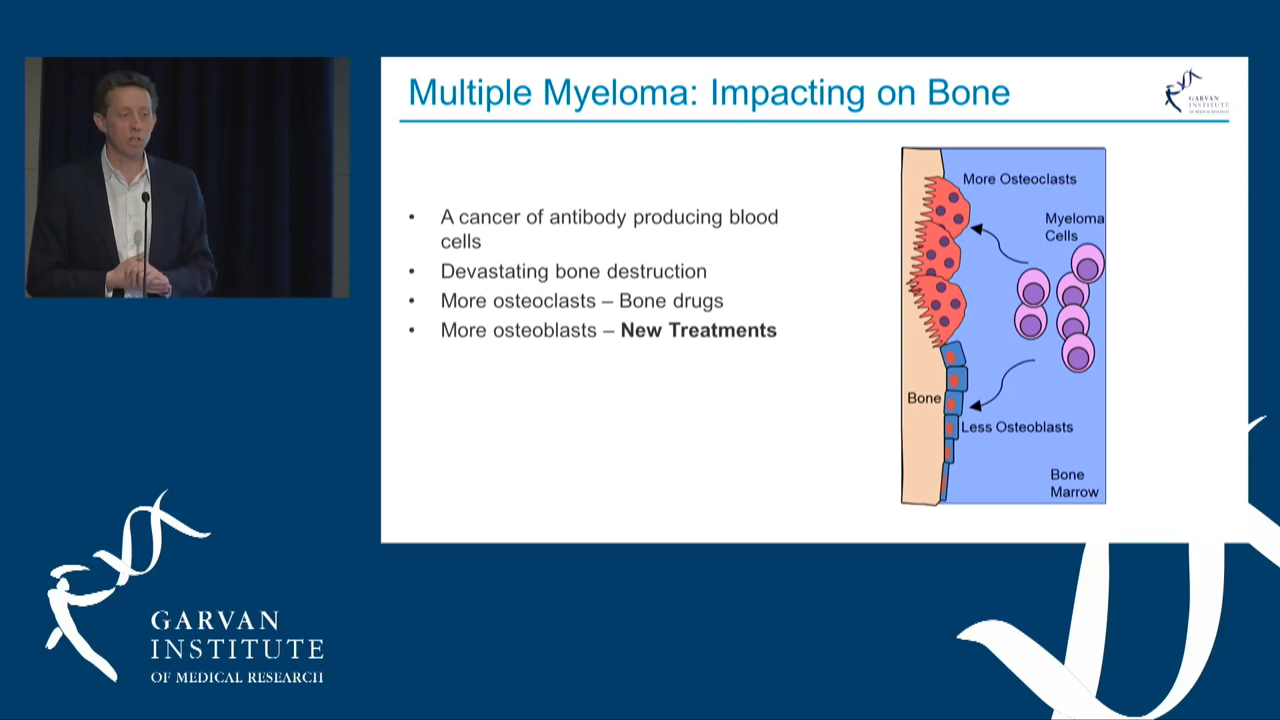 Multiple Myeloma: Impacting on Bone
GARVAN
INSTITUTE
OF MEDICAL RESEARCH
• A cancer of antibody producing blood
cells
• Devastating bone destruction
• More osteoclasts – Bone drugs
• More osteoblasts – New Treatments
More Osteoclasts
Myeloma
Cells
Bone
Less Osteoblasts
Bone
Marrow
GARVAN
INSTITUTE
OF MEDICAL RESEARCH